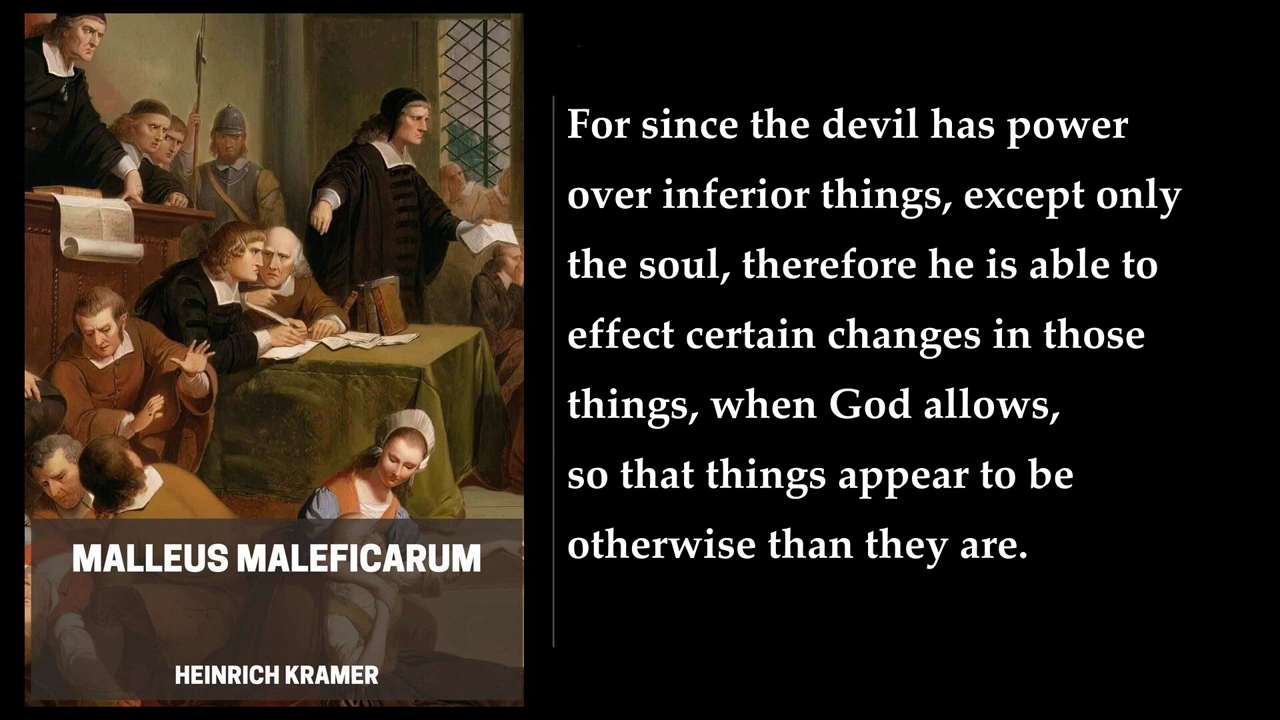 MALLEUS MALEFICARUM
HEINRICH KRAMER
For since the devil has power
over inferior things, except only
the soul, therefore he is able to
effect certain changes in those
things, when God allows,
so that things appear to be
otherwise than they are.